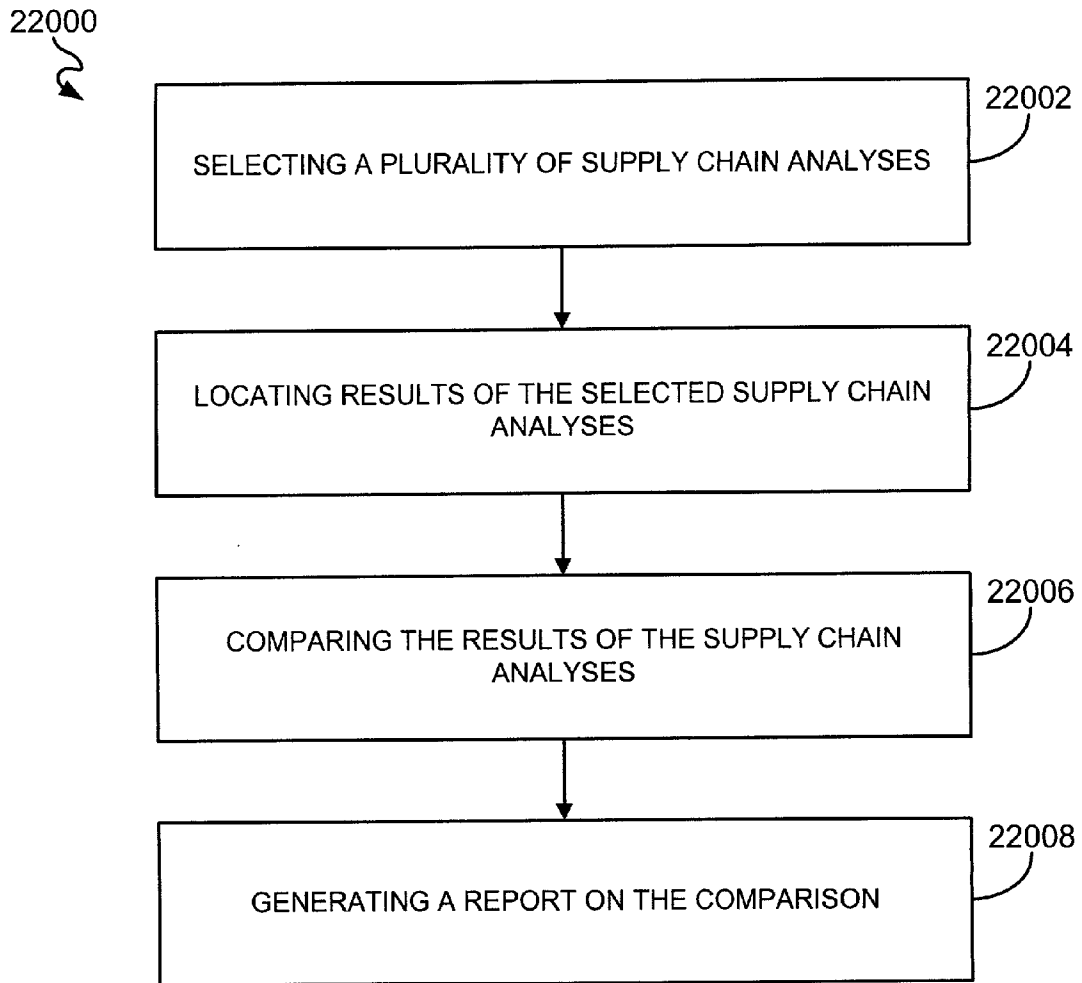 22000
22002
SELECTING A PLURALITY OF SUPPLY CHAIN ANALYSES
22004
LOCATING RESULTS OF THE SELECTED SUPPLY CHAIN
ANALYSES
22006
COMPARING THE RESULTS OF THE SUPPLY CHAIN
ANALYSES
22008
GENERATING A REPORT ON THE COMPARISON